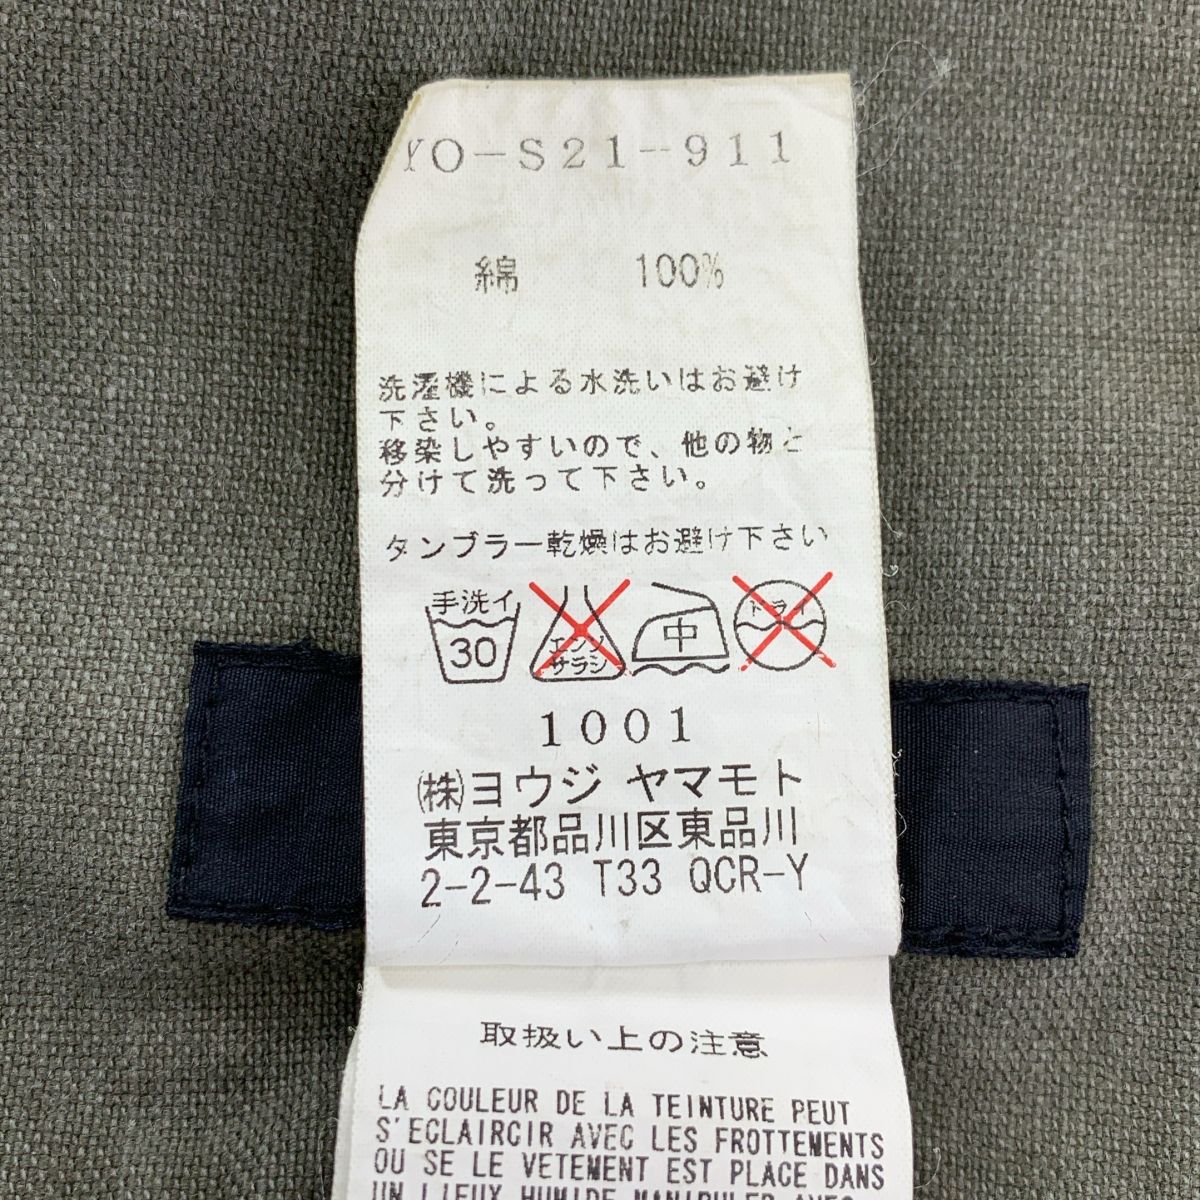 YO-S21-911
綿 100%
洗濯機による水洗いはお避け
下さい。
移染しやすいので、他の物と
分けて洗って下さい。
タンブラー乾燥はお避け下さい
手洗イ
30
エンソ
サラシ
中
ドライ
1001
㈱ヨウジ ヤマモト
東京都品川区東品川
2-2-43 T33 QCR-Y
取扱い上の注意
LA COULEUR DE LA TEINTURE PEUT
S'ECLAIRCIR AVEC LES FROTTEMENTS
OU SE LE VETEMENT EST PLACE DANS
UN LIEUX HUMIDE MANIPULER AVEC